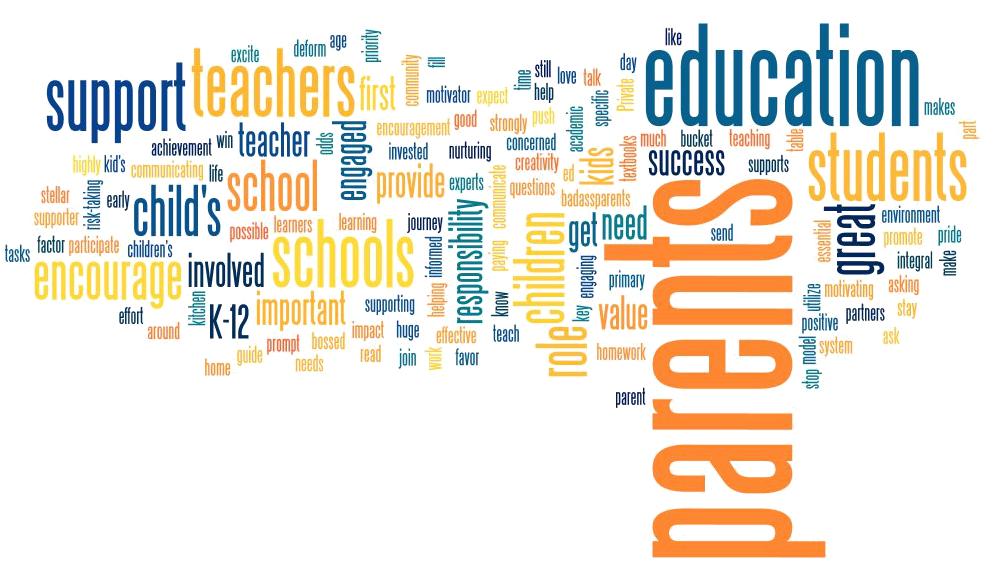 like
education
makes
day
excite
deform
age
priority
support
teachers
first
community
fill
motivator
expect
time
still
help
love
talk
Private
specific
academic
push
strongly
good
encouragement
engaged
odds
teacher
win
achievement
concerned
creativity
questions
ed
kids
textbooks
much
bucket
teaching
table
part
success
supports
students
highly
kid's
communicating
life
invested
nurturing
experts
communicate
badassparents
stellar
supporter
risk-taking
early
child's
school
provide
possible
learners
learning
journey
responsibility
children
get
need
send
parents
essential
great
environment
promote
pride
integral
make
tasks
factor
participate
children's
encourage
involved
schools
informed
paying
engaging
primary
utilize
motivating
asking
kitchen
K-12
important
supporting
helping
know
key
value
partners
stay
effort
around
prompt
bossed
impact
huge
effective
teach
role
positive
model
system
ask
home
guide
needs
read
join
work
favor
homework
stop
parent